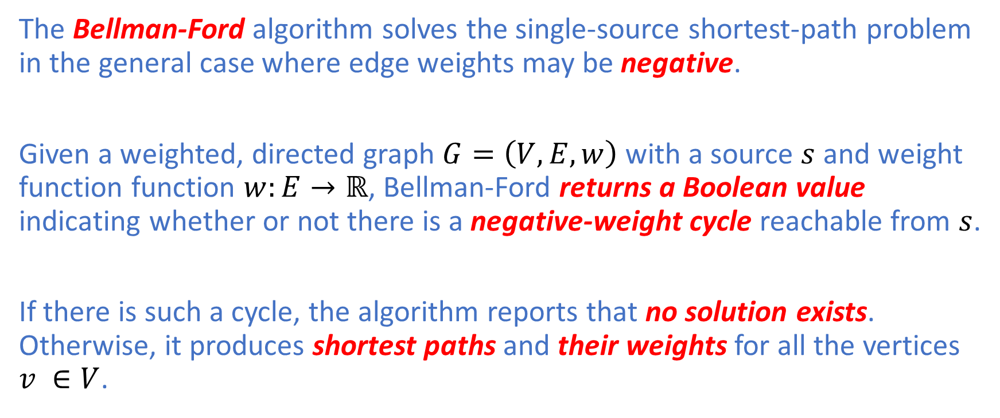 The Bellman-Ford algorithm solves the single-source shortest-path problem
in the general case where edge weights may be negative.
Given a weighted, directed graph G = (V, E, w) with a source s and weight
function function w: E → ℝ, Bellman-Ford returns a Boolean value
indicating whether or not there is a negative-weight cycle reachable from s.
If there is such a cycle, the algorithm reports that no solution exists.
Otherwise, it produces shortest paths and their weights for all the vertices
v ∈ V.